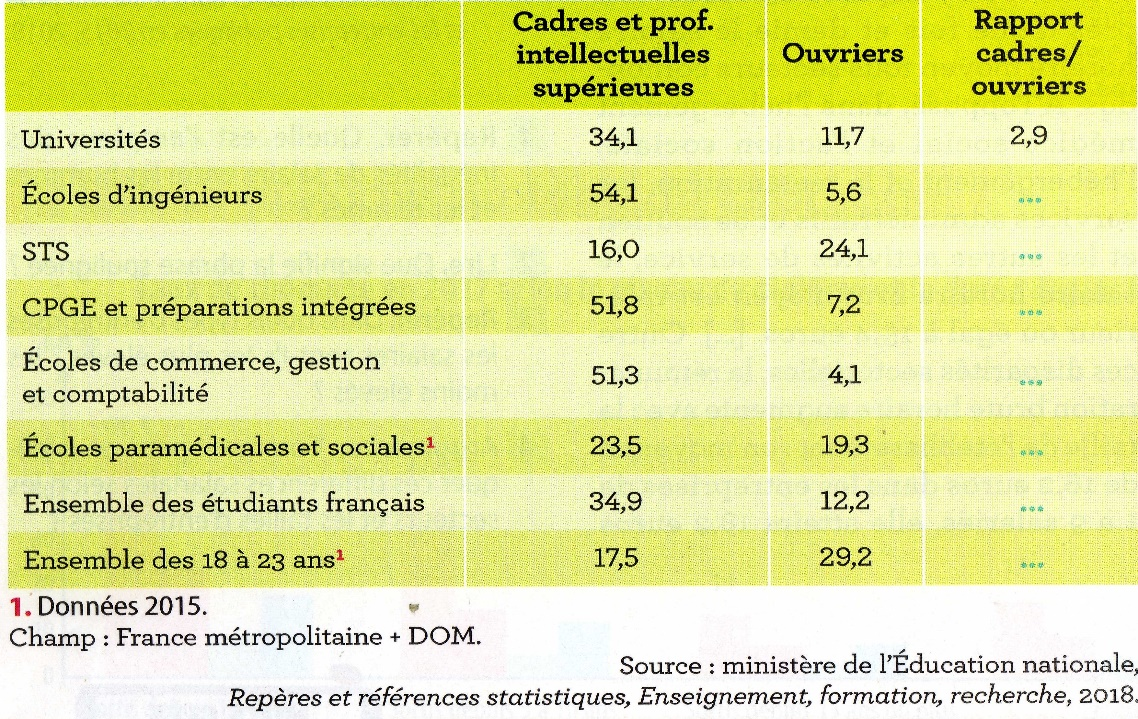 Cadres et prof. intellectuelles supérieures | Ouvriers | Rapport cadres/ ouvriers
Universités 34,1 11,7 2,9
Écoles d'ingénieurs 54,1 5,6 ...
STS 16,0 24,1 ...
CPGE et préparations intégrées 51,8 7,2 ...
Écoles de commerce, gestion
et comptabilité 51,3 4,1 ...
Écoles paramédicales et sociales¹ 23,5 19,3 ...
Ensemble des étudiants français 34,9 12,2 ...
Ensemble des 18 à 23 ans¹ 17,5 29,2 ...
1. Données 2015.
Champ : France métropolitaine + DOM.
Source : ministère de l'Éducation nationale,
Repères et références statistiques, Enseignement, formation, recherche, 2018.